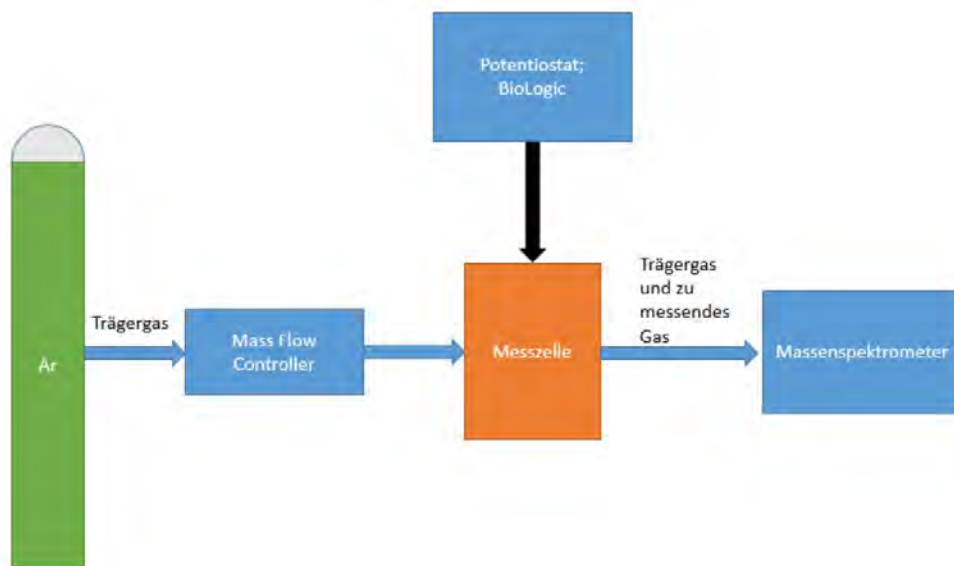 Potentiostat;
BioLogic
Trägergas
und zu
messendes
Gas
Trägergas
Mass Flow
Controller
Messzelle
Massenspektrometer
Ar